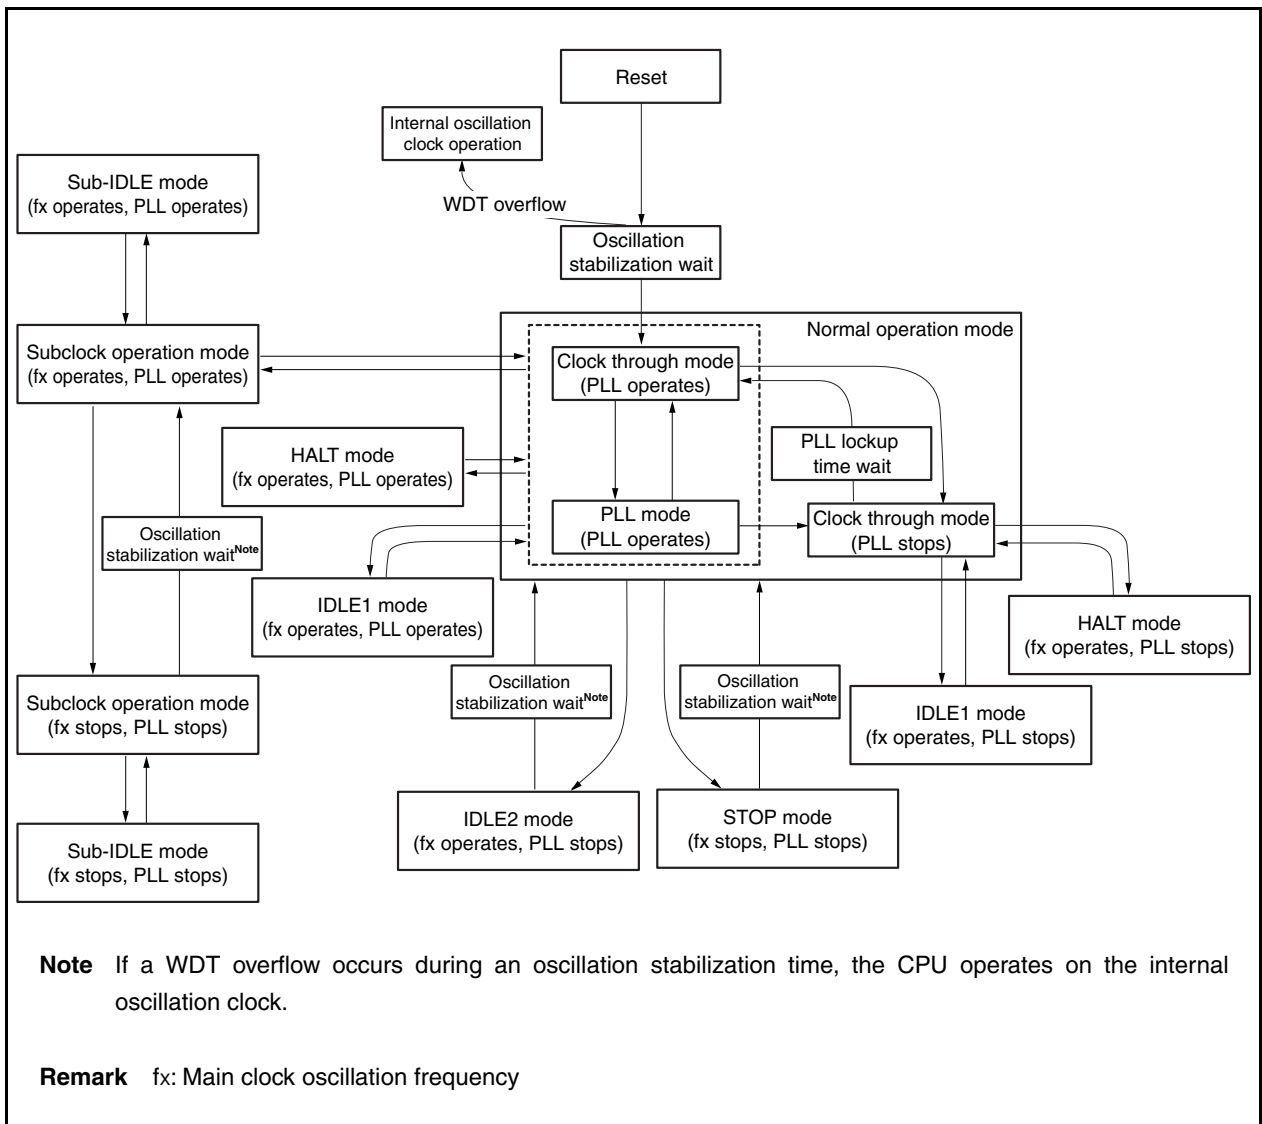 Reset
Internal oscillation
clock operation
WDT overflow
Sub-IDLE mode
(fx operates, PLL operates)
Oscillation
stabilization wait
Normal operation mode
Subclock operation mode
(fx operates, PLL operates)
Clock through mode
(PLL operates)
HALT mode
(fx operates, PLL operates)
PLL lockup
time wait
PLL mode
(PLL operates)
Clock through mode
(PLL stops)
Oscillation
stabilization waitNote
IDLE1 mode
(fx operates, PLL operates)
HALT mode
(fx operates, PLL stops)
Subclock operation mode
(fx stops, PLL stops)
Oscillation
stabilization waitNote
Oscillation
stabilization waitNote
IDLE1 mode
(fx operates, PLL stops)
IDLE2 mode
(fx operates, PLL stops)
STOP mode
(fx stops, PLL stops)
Sub-IDLE mode
(fx stops, PLL stops)
Note If a WDT overflow occurs during an oscillation stabilization time, the CPU operates on the internal
oscillation clock.
Remark fx: Main clock oscillation frequency